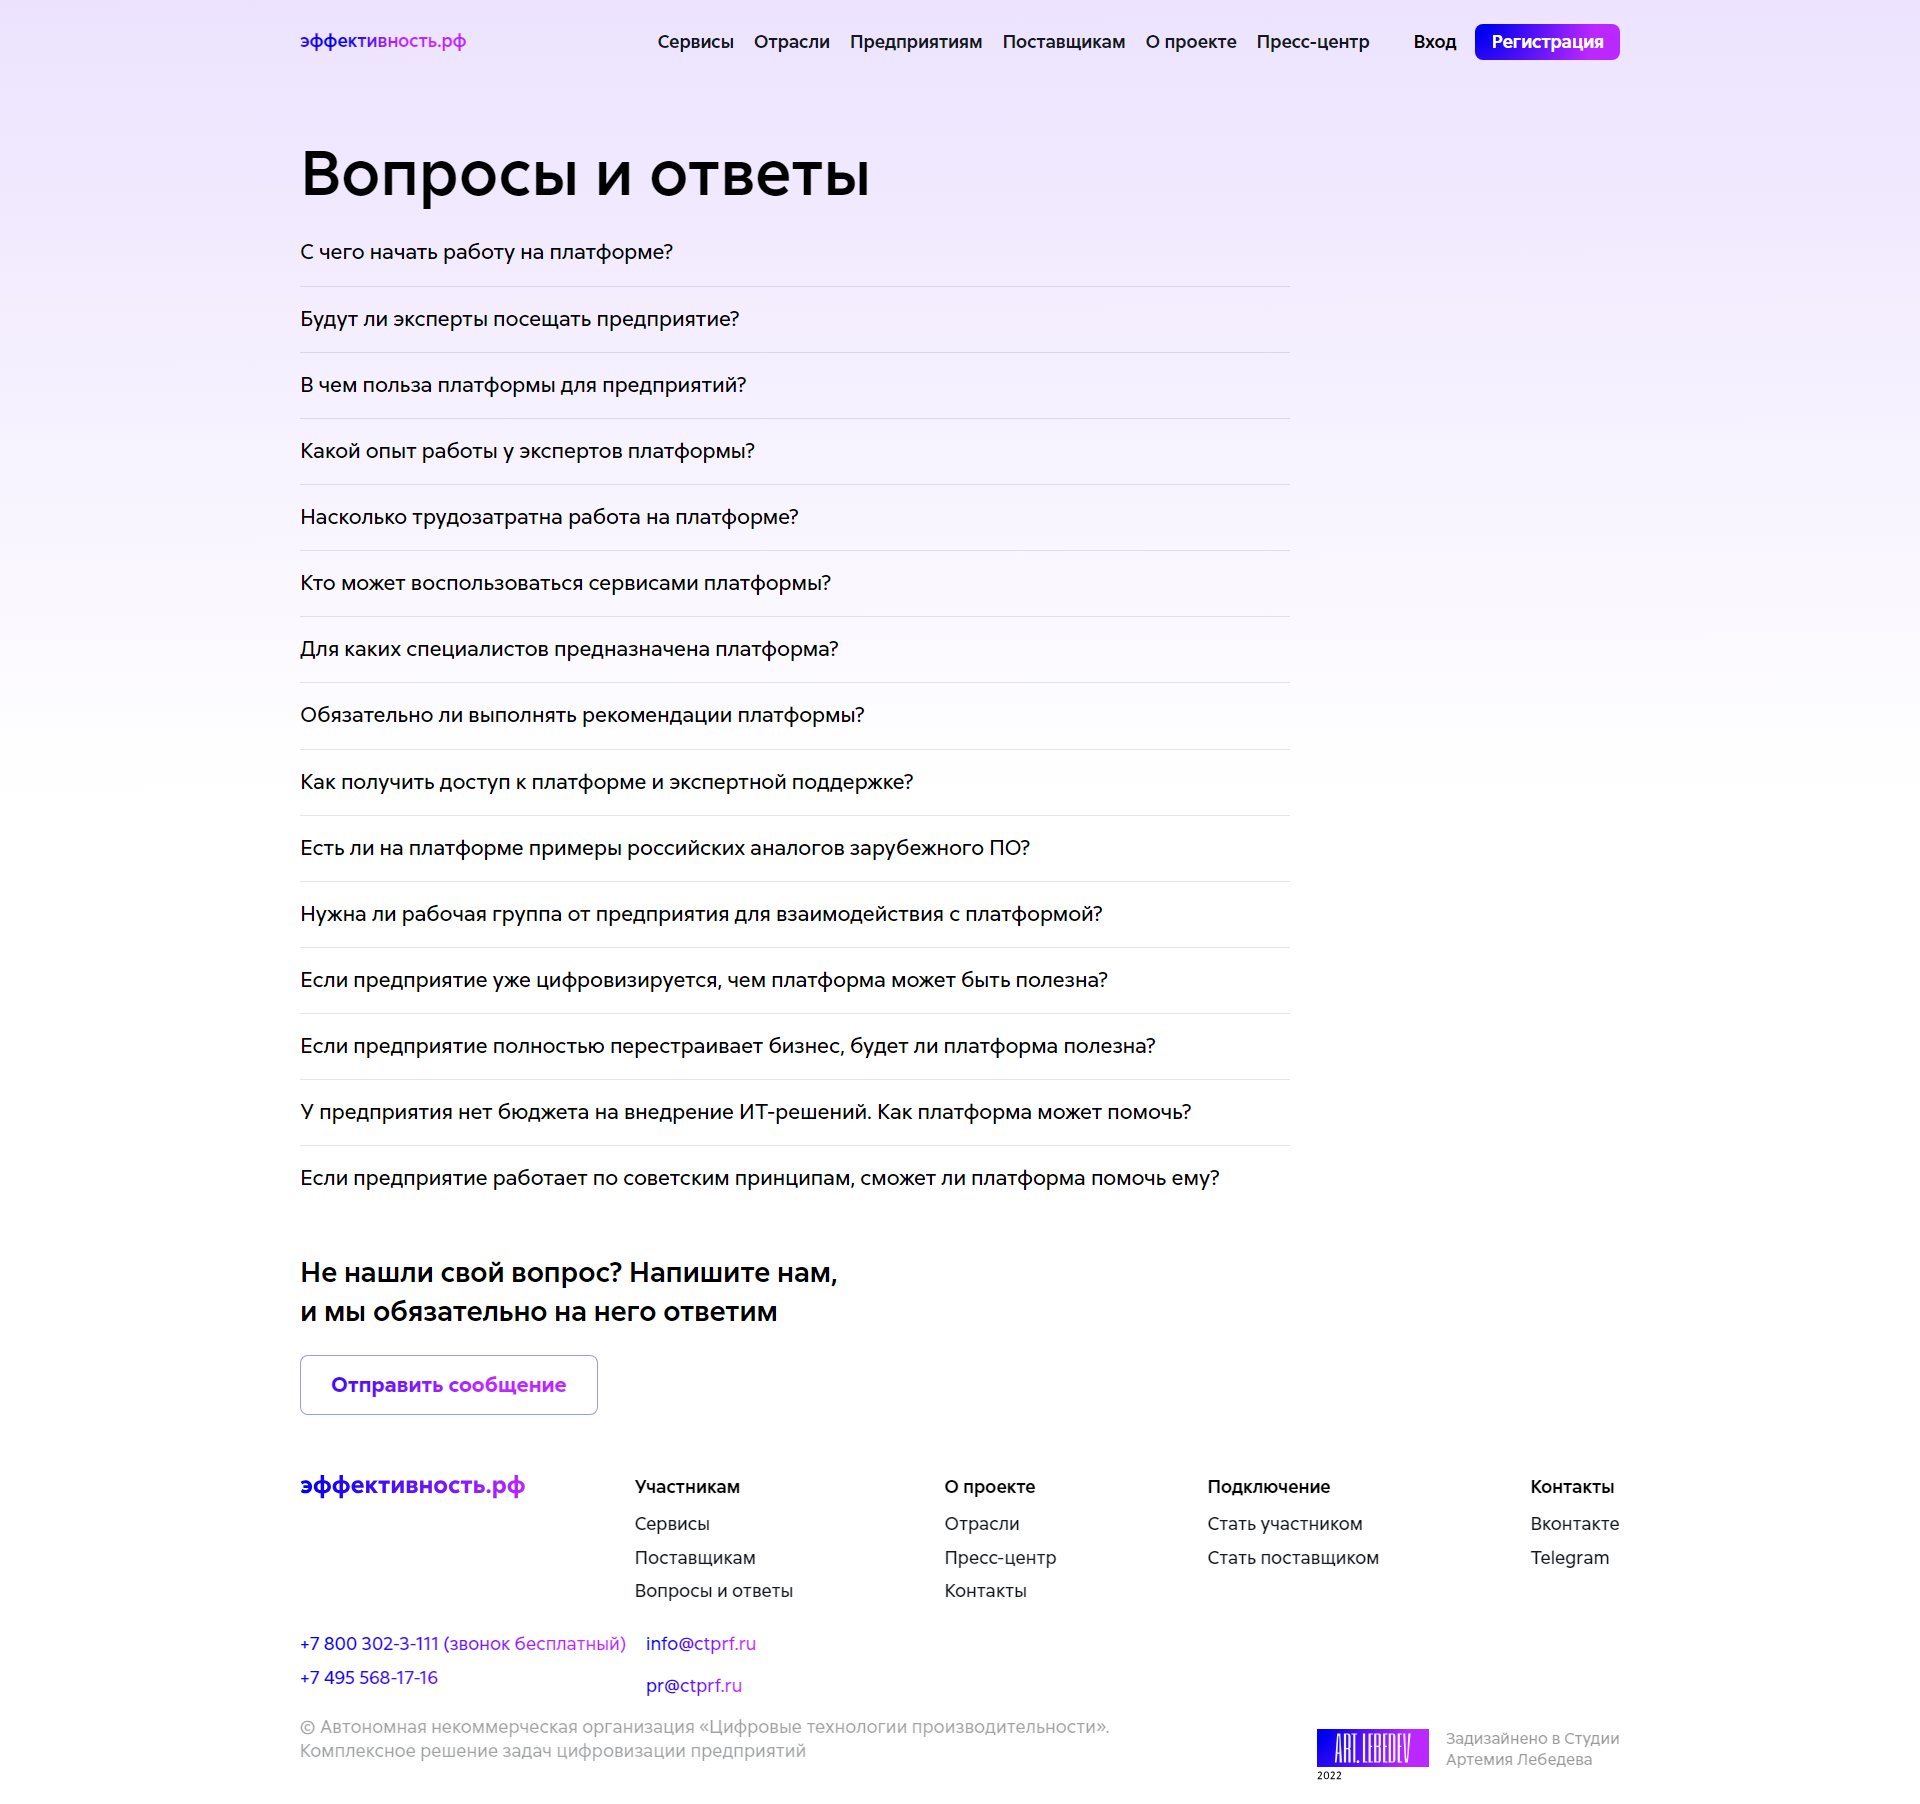 эффективность.рф
Сервисы Отрасли Предприятиям Поставщикам О проекте Пресс-центр Вход Регистрация
Вопросы и ответы
С чего начать работу на платформе?
Будут ли эксперты посещать предприятие?
В чем польза платформы для предприятий?
Какой опыт работы у экспертов платформы?
Насколько трудозатратна работа на платформе?
Кто может воспользоваться сервисами платформы?
Для каких специалистов предназначена платформа?
Обязательно ли выполнять рекомендации платформы?
Как получить доступ к платформе и экспертной поддержке?
Есть ли на платформе примеры российских аналогов зарубежного ПО?
Нужна ли рабочая группа от предприятия для взаимодействия с платформой?
Если предприятие уже цифровизируется, чем платформа может быть полезна?
Если предприятие полностью перестраивает бизнес, будет ли платформа полезна?
У предприятия нет бюджета на внедрение ИТ-решений. Как платформа может помочь?
Если предприятие работает по советским принципам, сможет ли платформа помочь ему?
Не нашли свой вопрос? Напишите нам,
и мы обязательно на него ответим
Отправить сообщение
эффективность.рф
Участникам
Сервисы
Поставщикам
Вопросы и ответы
О проекте
Отрасли
Пресс-центр
Контакты
Подключение
Стать участником
Стать поставщиком
Контакты
Вконтакте
Telegram
+7 800 302-3-111 (звонок бесплатный)
+7 495 568-17-16
info@ctprf.ru
pr@ctprf.ru
© Автономная некоммерческая организация «Цифровые технологии производительности».
Комплексное решение задач цифровизации предприятий
ART. LEBEDEV
2022
Задизайнено в Студии
Артемия Лебедева